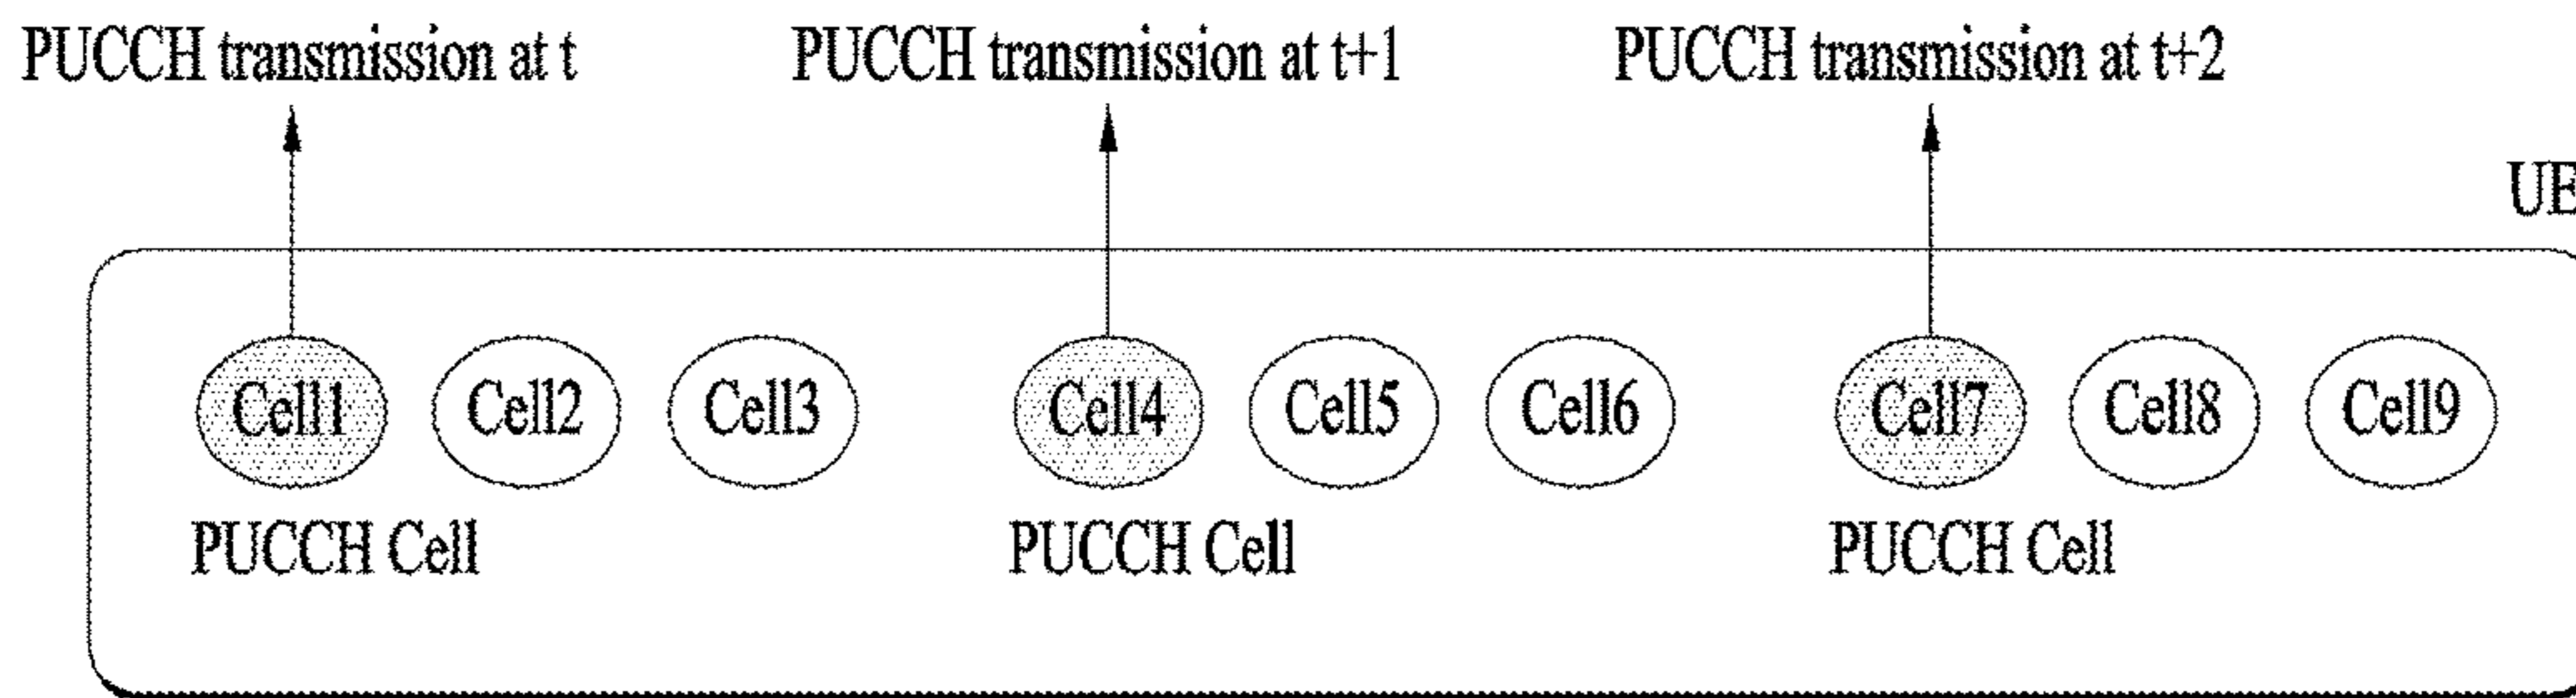 PUCCH transmission at t PUCCH transmission at t+1 PUCCH transmission at t+2
UE
Cell1 Cell2 Cell3 Cell4 Cell5 Cell6 Cell7 Cell8 Cell9
PUCCH Cell PUCCH Cell PUCCH Cell